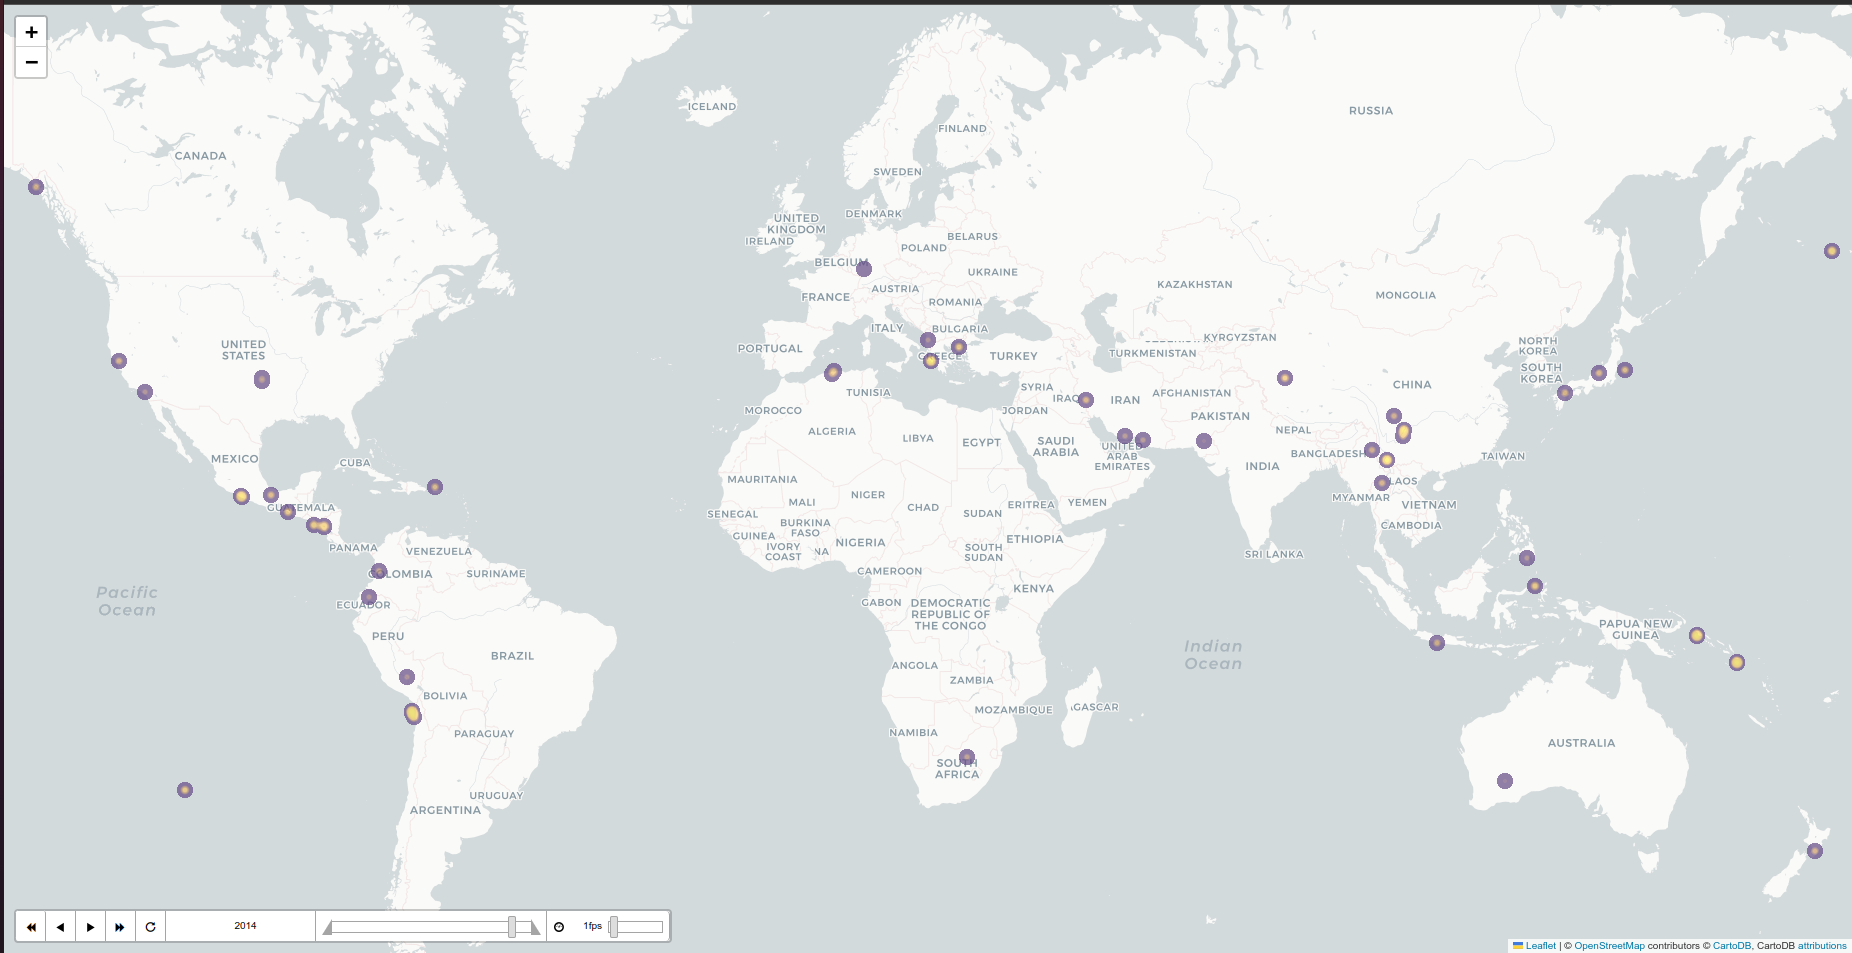 +
−
ICELAND
RUSSIA
FINLAND
CANADA
SWEDEN
DENMARK
UNITED
KINGDOM
IRELAND
BELARUS
POLAND
BELGIUM
UKRAINE
KAZAKHSTAN
AUSTRIA
FRANCE
MONGOLIA
ROMANIA
ITALY
BULGARIA
KYRGYZSTAN
UNITED
STATES
NORTH
KOREA
PORTUGAL
GREECE
TURKEY
TURKMENISTAN
SOUTH
KOREA
CHINA
TUNISIA
SYRIA
IRAQ
IRAN
AFGHANISTAN
MOROCCO
JORDAN
PAKISTAN
ALGERIA
LIBYA
EGYPT
SAUDI
ARABIA
NEPAL
UNITED
ARAB
EMIRATES
BANGLADESH
TAIWAN
MEXICO
CUBA
INDIA
MAURITANIA
LAOS
NIGER
MALI
MYANMAR
CHAD
ERITREA
YEMEN
VIETNAM
GUATEMALA
SENEGAL
SUDAN
BURKINA
FASO
CAMBODIA
GUINEA
NIGERIA
ETHIOPIA
PANAMA
VENEZUELA
IVORY
COAST
NA
SOUTH
SUDAN
SRI LANKA
COLOMBIA
SURINAME
CAMEROON
KENYA
Pacific
Ocean
ECUADOR
GABON
DEMOCRATIC
REPUBLIC OF
THE CONGO
PERU
PAPUA NEW
GUINEA
BRAZIL
Indian
Ocean
ANGOLA
ZAMBIA
BOLIVIA
MOZAMBIQUE
GASCAR
PARAGUAY
NAMIBIA
AUSTRALIA
SOUTH
AFRICA
URUGUAY
ARGENTINA
2014
1fps
Leaflet | © OpenStreetMap contributors © CartoDB, CartoDB attributions